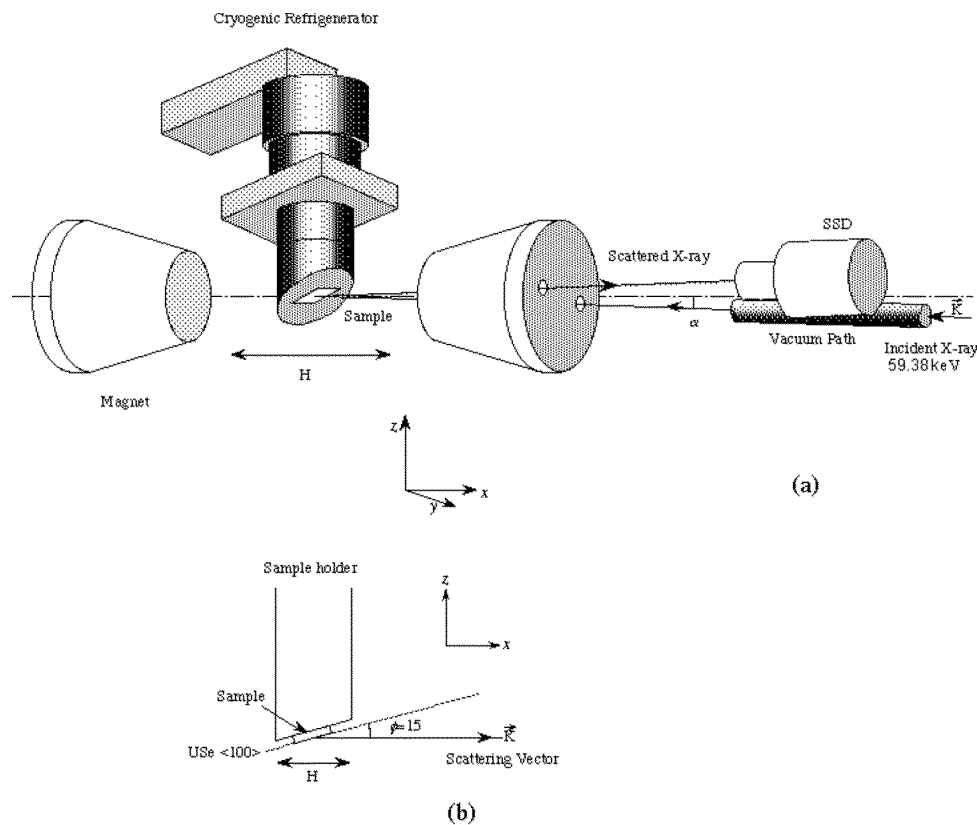 Cryogenic Refrigenerator
SSD
Scattered X-ray
Sample
α
K
Vacuum Path
Incident X-ray
59.38keV
H
Magnet
z
x
y
(a)
Sample holder
z
x
Sample
ϕ=15
K
USe <100>
Scattering Vector
H
(b)